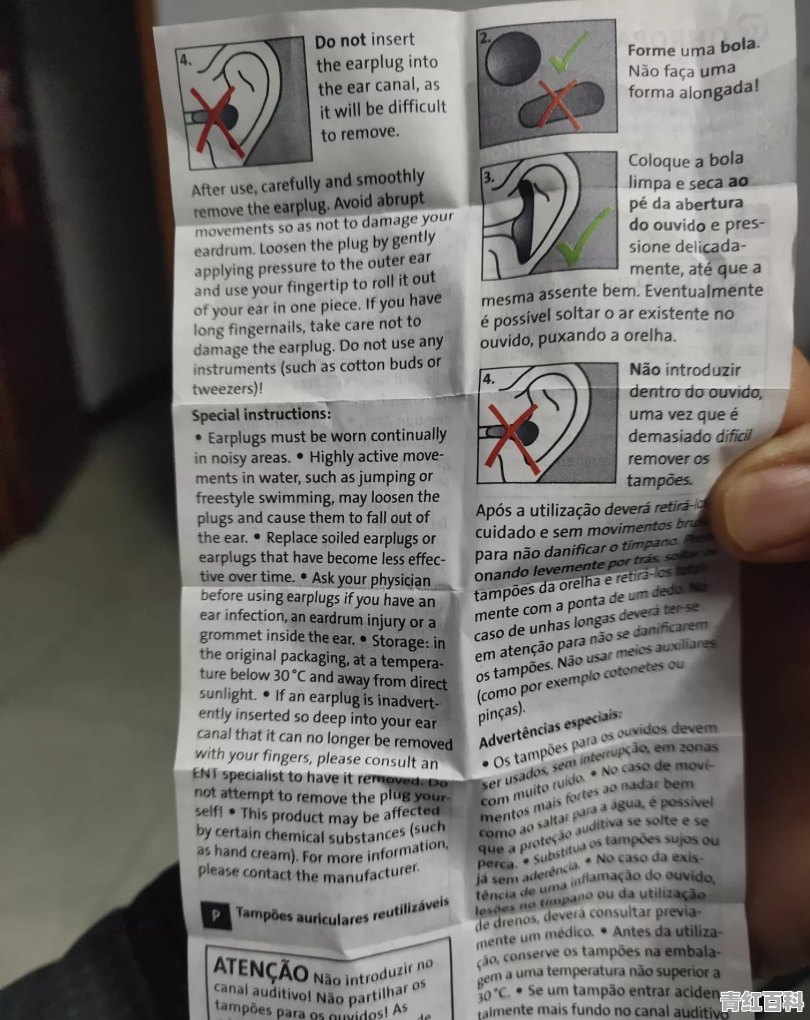 4.
Do not insert
the earplug into
the ear canal, as
it will be difficult
to remove.
After use, carefully and smoothly
remove the earplug. Avoid abrupt
movements so as not to damage your
eardrum. Loosen the plug by gently
applying pressure to the outer ear
and use your fingertip to roll it out
of your ear in one piece. If you have
long fingernails, take care not to
damage the earplug. Do not use any
instruments (such as cotton buds or
tweezers)!
Special instructions:
• Earplugs must be worn continually
in noisy areas. • Highly active move-
ments in water, such as jumping or
freestyle swimming, may loosen the
plugs and cause them to fall out of
the ear. • Replace soiled earplugs or
earplugs that have become less effec-
tive over time. • Ask your physician
before using earplugs if you have an
ear infection, an eardrum injury or a
grommet inside the ear. • Storage: in
the original packaging, at a tempera-
ture below 30°C and away from direct
sunlight. • If an earplug is inadvert-
ently inserted so deep into your ear
canal that it can no longer be removed
with your fingers, please consult an
ENT specialist to have it removed. Do
not attempt to remove the plug your-
self! • This product may be affected
by certain chemical substances (such
as hand cream). For more information,
please contact the manufacturer.
P Tampões auriculares reutilizáveis
ATENÇÃO Não introduzir no
canal auditivo! Não partilhar os
tampões para os ouvidos! As
2.
Forme uma bola.
Não faça uma
forma alongada!
3.
Coloque a bola
limpa e seca ao
pé da abertura
do ouvido e pres-
sione delicada-
mente, até que a
mesma assente bem. Eventualmente
é possível soltar o ar existente no
ouvido, puxando a orelha.
4.
Não introduzir
dentro do ouvido,
uma vez que é
demasiado difícil
remover os
tampões.
Após a utilização deverá retirá-los
cuidado e sem movimentos
para não danificar o tímpano.
onando levemente por trás, soltar os
tampões da orelha e retirá-los total-
mente com a ponta de um dedo. No
caso de unhas longas deverá ter-se
em atenção para não se danificarem
os tampões. Não usar meios auxiliares
(como por exemplo cotonetes ou
pinças).
Advertências especiais:
• Os tampões para os ouvidos devem
ser usados, sem interrupção, em zonas
com muito ruído. • No caso de movi-
mentos mais fortes ao nadar bem
como ao saltar para a água, é possível
que a proteção auditiva se solte e se
perca. • Substitua os tampões sujos ou
já sem aderência. • No caso da exis-
tência de uma inflamação do ouvido,
lesões no tímpano ou da utilização
de drenos, deverá consultar previa-
mente um médico. • Antes da utiliza-
ção, conserve os tampões na embala-
gem a uma temperatura não superior a
30°C. • Se um tampão entrar aciden-
talmente mais fundo no canal auditivo
青红百科